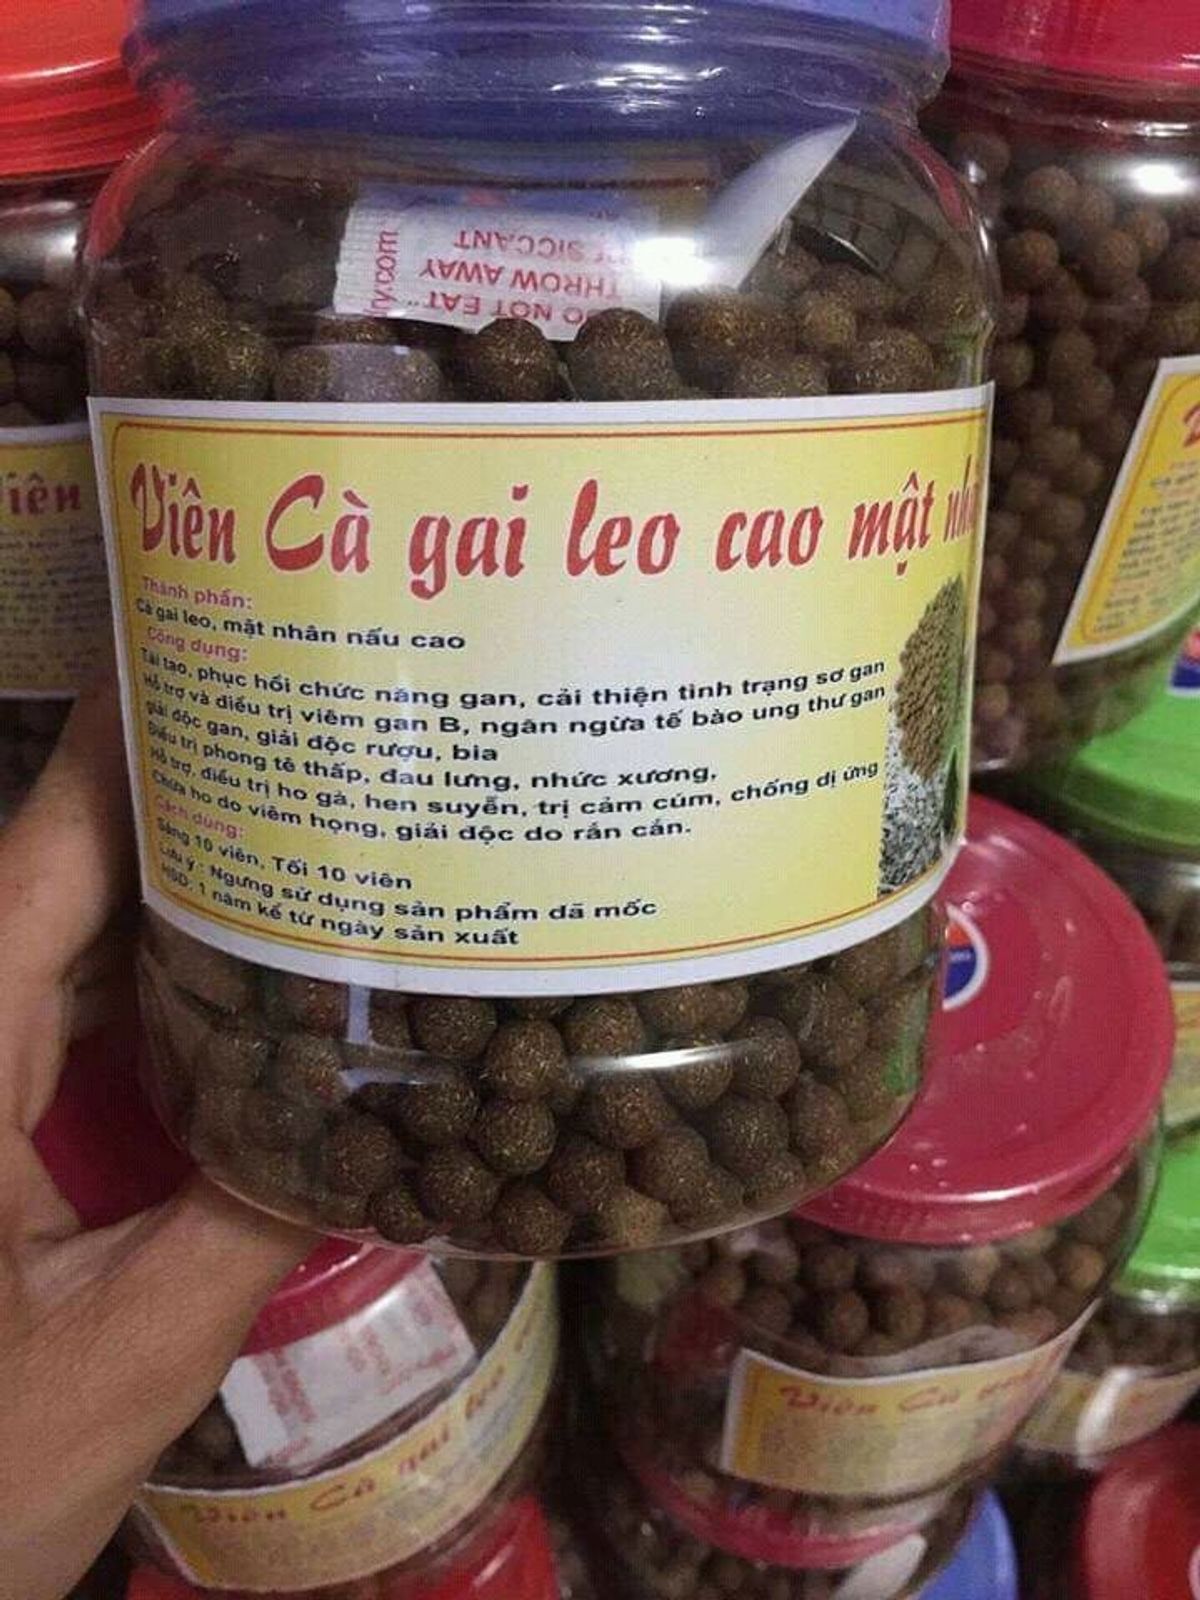 "DO NOT EAT"
THROW AWAY
DESICCANT
ry.com
Viên Cà gai leo cao mật
Thành phần:
Cà gai leo, mật nhân nấu cao
Công dụng:
Tái tạo, phục hồi chức năng gan, cải thiện tình trạng sơ gan
Hỗ trợ và điều trị viêm gan B, ngăn ngừa tế bào ung thư gan
giải độc gan, giải độc rượu, bia
Điều trị phong tê thấp, đau lưng, nhức xương,
Hỗ trợ, điều trị ho gà, hen suyễn, trị cảm cúm, chống dị ứng
Chữa ho do viêm họng, giải độc do rắn cắn.
Cách dùng:
Sáng 10 viên, Tối 10 viên
Lưu ý: Ngưng sử dụng sản phẩm đã mốc
HSD: 1 năm kể từ ngày sản xuất
iên
Viên Cà gai leo
Viên Cà